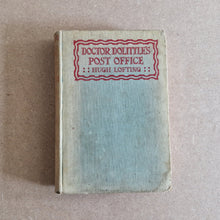 DOCTOR DOLITTLE'S
POST OFFICE
:: HUGH LOFTING ::